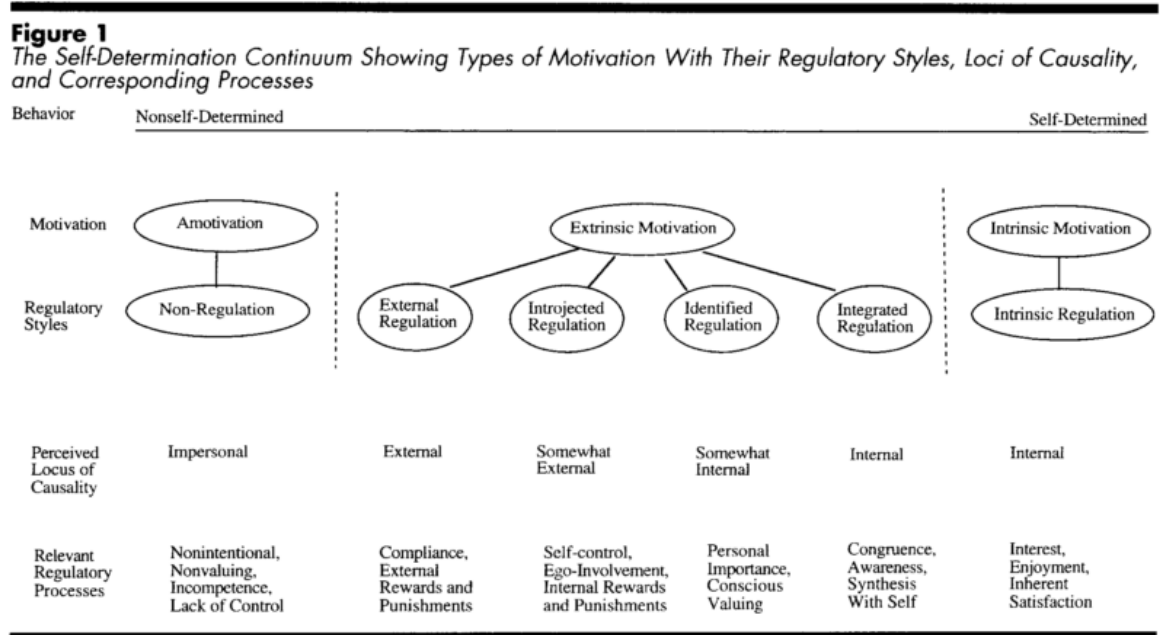 Figure 1
The Self-Determination Continuum Showing Types of Motivation With Their Regulatory Styles, Loci of Causality,
and Corresponding Processes
Behavior Nonself-Determined Self-Determined
Motivation Amotivation Extrinsic Motivation Intrinsic Motivation
Regulatory
Styles
Non-Regulation
External
Regulation
Introjected
Regulation
Identified
Regulation
Integrated
Regulation
Intrinsic Regulation
Perceived
Locus of
Causality
Impersonal
External
Somewhat
External
Somewhat
Internal
Internal
Internal
Relevant
Regulatory
Processes
Nonintentional,
Nonvaluing,
Incompetence,
Lack of Control
Compliance,
External
Rewards and
Punishments
Self-control,
Ego-Involvement,
Internal Rewards
and Punishments
Personal
Importance,
Conscious
Valuing
Congruence,
Awareness,
Synthesis
With Self
Interest,
Enjoyment,
Inherent
Satisfaction